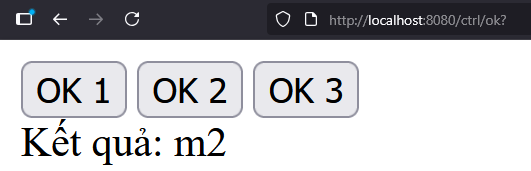 http://localhost:8080/ctrl/ok?
OK 1 OK 2 OK 3
Kết quả: m2